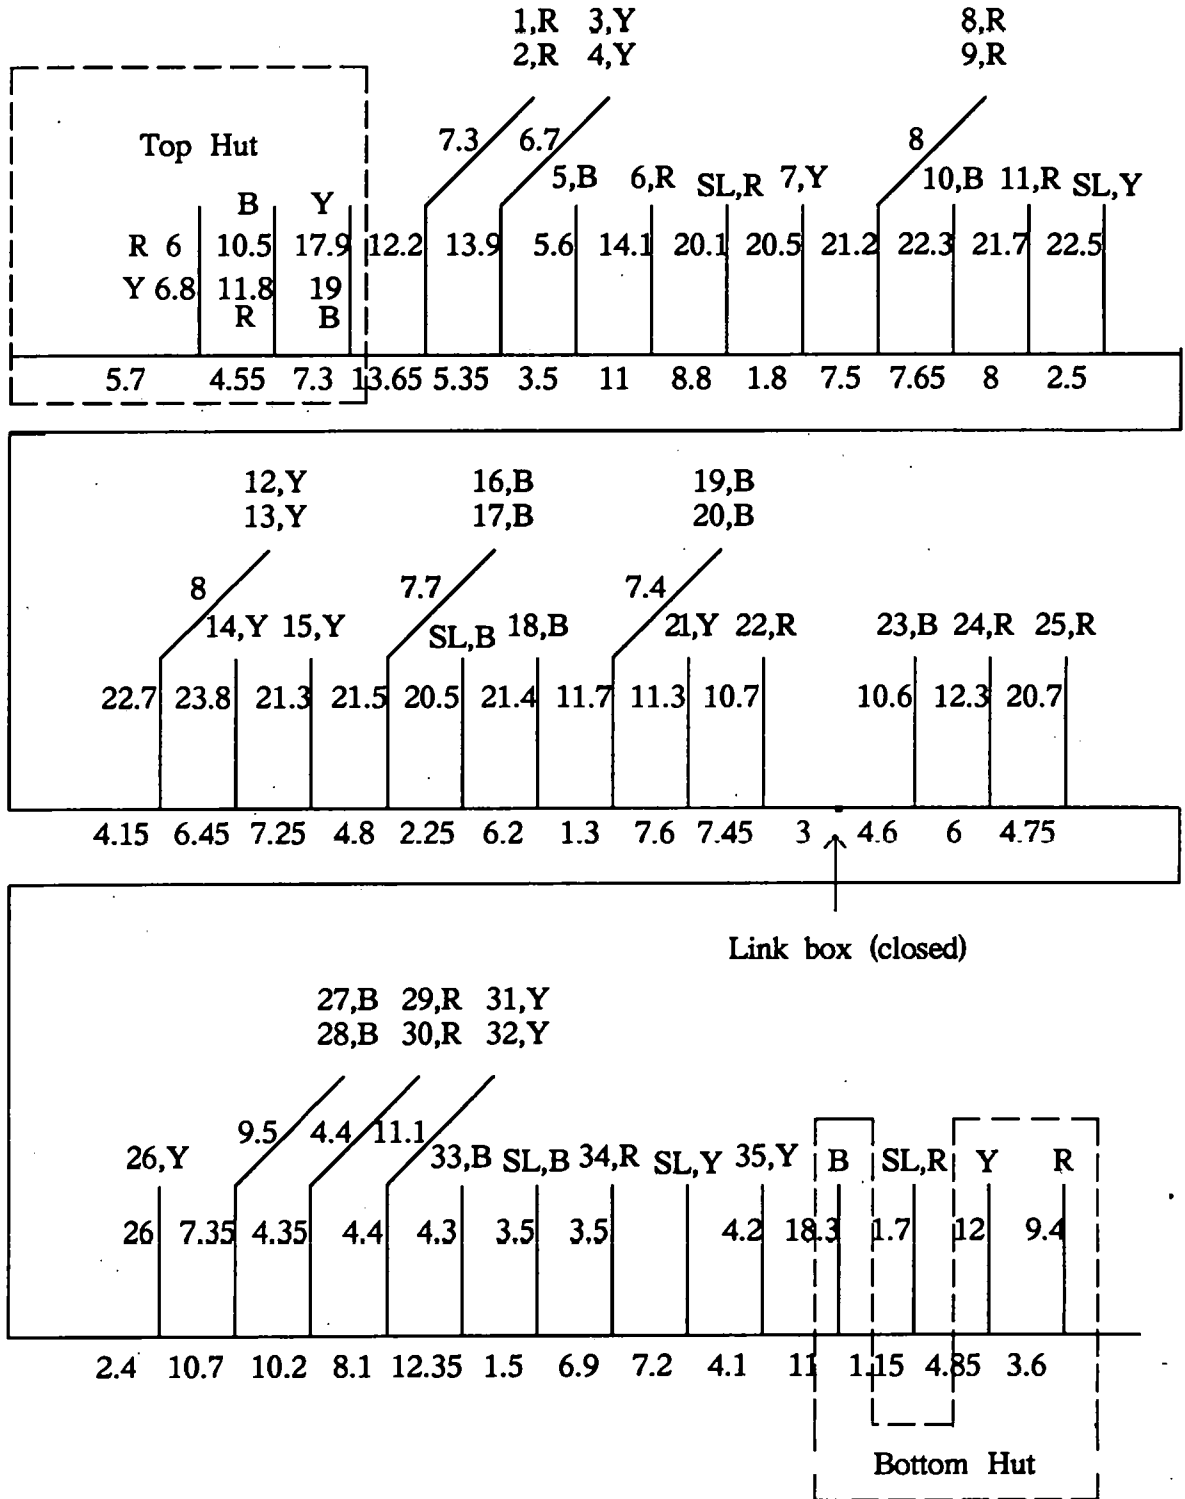 1,R 3,Y 8,R
2,R 4,Y 9,R
7.3 6.7 8
Top Hut
5,B 6,R SL,R 7,Y 10,B 11,R SL,Y
B Y
R 6 10.5 17.9 12.2 13.9 5.6 14.1 20.1 20.5 21.2 22.3 21.7 22.5
Y 6.8 11.8 19
R B
5.7 4.55 7.3 13.65 5.35 3.5 11 8.8 1.8 7.5 7.65 8 2.5
12,Y 16,B 19,B
13,Y 17,B 20,B
8 7.7 7.4
14,Y 15,Y SL,B 18,B 21,Y 22,R 23,B 24,R 25,R
22.7 23.8 21.3 21.5 20.5 21.4 11.7 11.3 10.7 10.6 12.3 20.7
4.15 6.45 7.25 4.8 2.25 6.2 1.3 7.6 7.45 3 4.6 6 4.75
Link box (closed)
27,B 29,R 31,Y
28,B 30,R 32,Y
9.5 4.4 11.1
26,Y 33,B SL,B 34,R SL,Y 35,Y B SL,R Y R
26 7.35 4.35 4.4 4.3 3.5 3.5 4.2 18.3 1.7 12 9.4
2.4 10.7 10.2 8.1 12.35 1.5 6.9 7.2 4.1 11 1.15 4.85 3.6
Bottom Hut